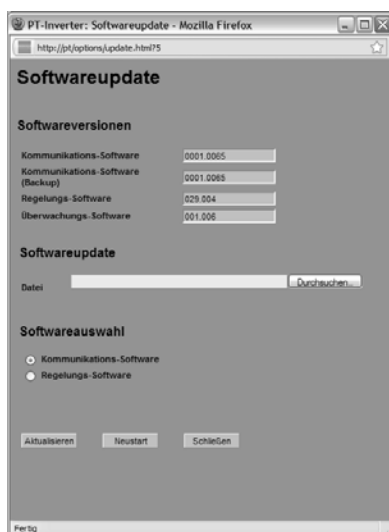 PT-Inverter: Softwareupdate - Mozilla Firefox
http://pt/options/update.html?5
Softwareupdate
Softwareversionen
Kommunikations-Software 0001.0065
Kommunikations-Software (Backup) 0001.0065
Regelungs-Software 029.004
Überwachungs-Software 001.006
Softwareupdate
Datei Durchsuchen...
Softwareauswahl
Kommunikations-Software
Regelungs-Software
Aktualisieren Neustart Schließen
Fertig